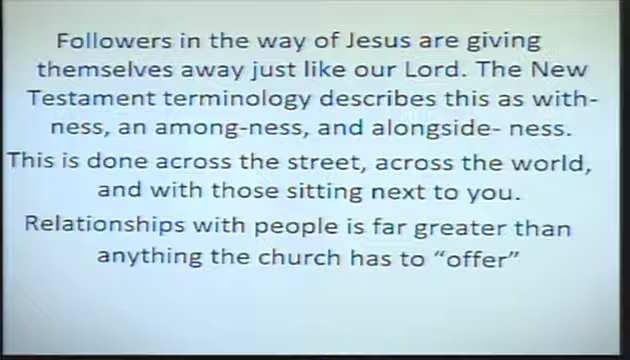 Followers in the way of Jesus are giving
themselves away just like our Lord. The New
Testament terminology describes this as with-
ness, an among-ness, and alongside- ness.
This is done across the street, across the world,
and with those sitting next to you.
Relationships with people is far greater than
anything the church has to “offer”